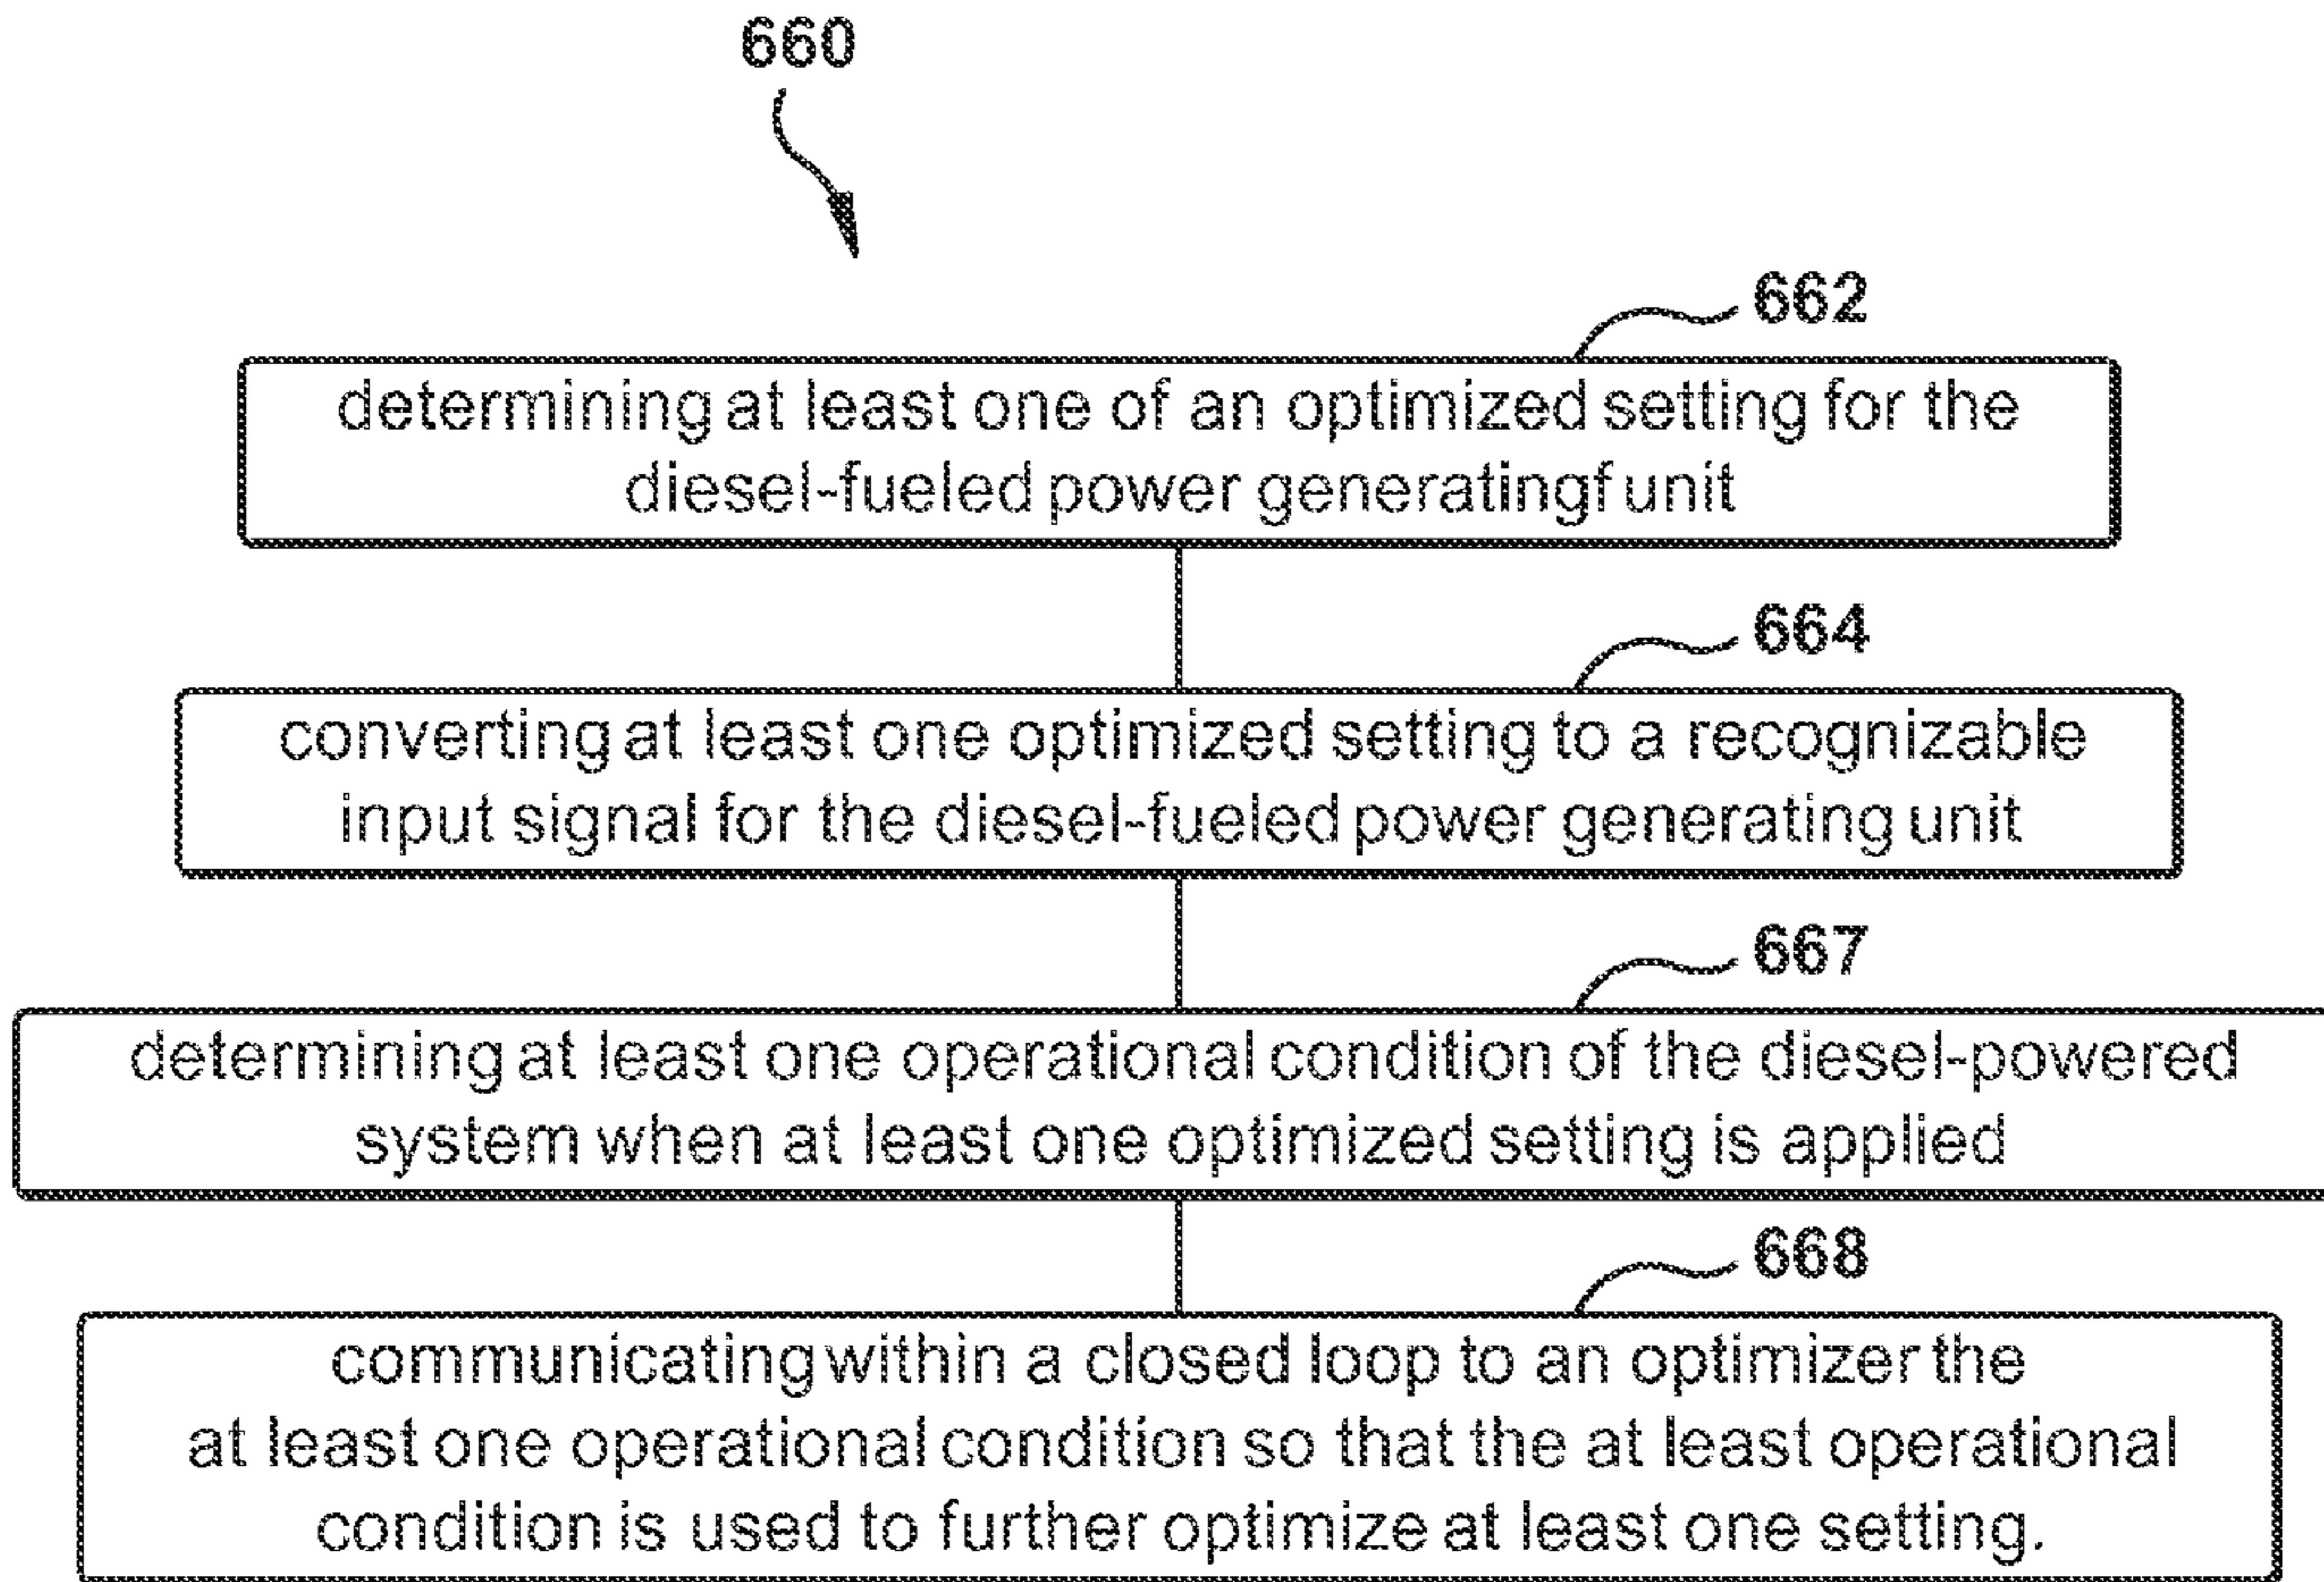 660
662
determining at least one of an optimized setting for the
diesel-fueled power generatingf unit
664
converting at least one optimized setting to a recognizable
input signal for the diesel-fueled power generating unit
667
determining at least one operational condition of the diesel-powered
system when at least one optimized setting is applied
668
communicating within a closed loop to an optimizer the
at least one operational condition so that the at least operational
condition is used to further optimize at least one setting.